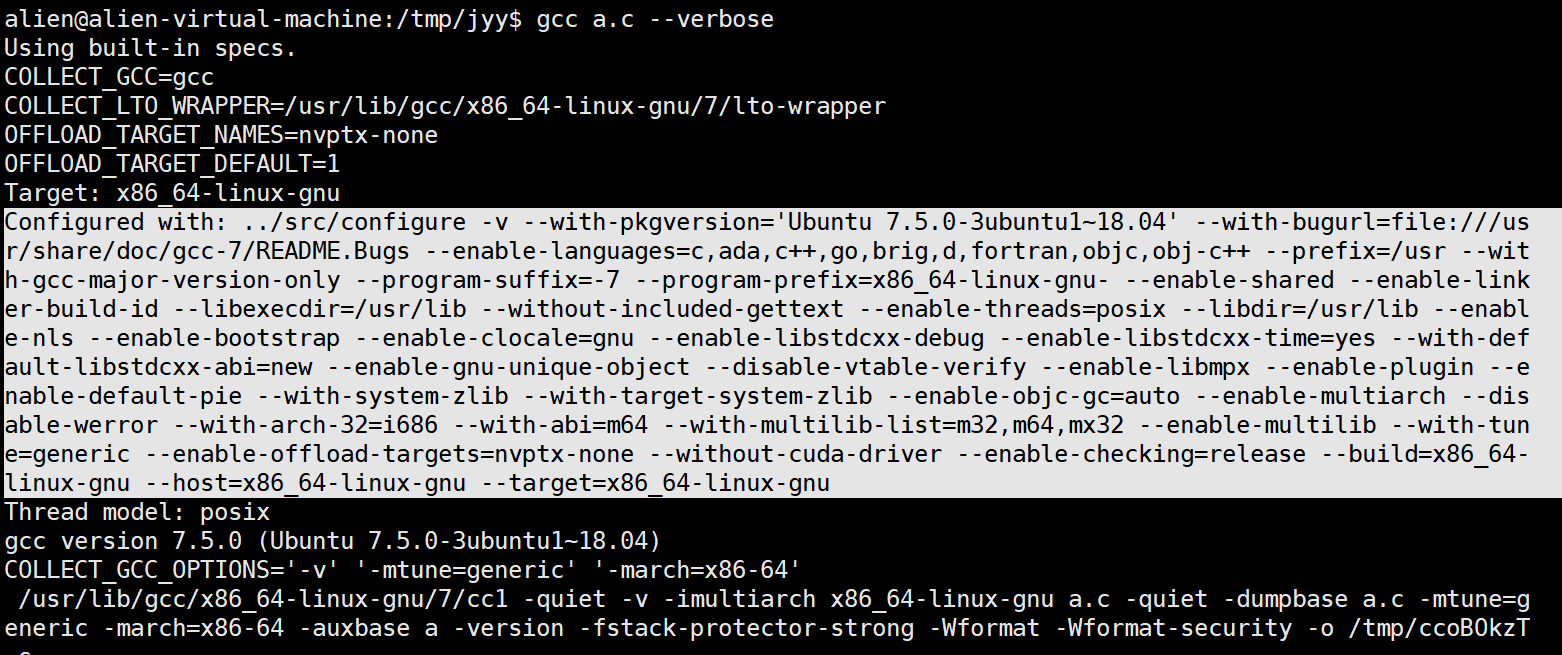 alien@alien-virtual-machine:/tmp/jyy$ gcc a.c --verbose
Using built-in specs.
COLLECT_GCC=gcc
COLLECT_LTO_WRAPPER=/usr/lib/gcc/x86_64-linux-gnu/7/lto-wrapper
OFFLOAD_TARGET_NAMES=nvptx-none
OFFLOAD_TARGET_DEFAULT=1
Target: x86_64-linux-gnu
Configured with: ../src/configure -v --with-pkgversion='Ubuntu 7.5.0-3ubuntu1~18.04' --with-bugurl=file:///us
r/share/doc/gcc-7/README.Bugs --enable-languages=c,ada,c++,go,brig,d,fortran,objc,obj-c++ --prefix=/usr --wit
h-gcc-major-version-only --program-suffix=-7 --program-prefix=x86_64-linux-gnu- --enable-shared --enable-link
er-build-id --libexecdir=/usr/lib --without-included-gettext --enable-threads=posix --libdir=/usr/lib --enabl
e-nls --enable-bootstrap --enable-clocale=gnu --enable-libstdcxx-debug --enable-libstdcxx-time=yes --with-def
ault-libstdcxx-abi=new --enable-gnu-unique-object --disable-vtable-verify --enable-libmpx --enable-plugin --e
nable-default-pie --with-system-zlib --with-target-system-zlib --enable-objc-gc=auto --enable-multiarch --dis
able-werror --with-arch-32=i686 --with-abi=m64 --with-multilib-list=m32,m64,mx32 --enable-multilib --with-tun
e=generic --enable-offload-targets=nvptx-none --without-cuda-driver --enable-checking=release --build=x86_64-
linux-gnu --host=x86_64-linux-gnu --target=x86_64-linux-gnu
Thread model: posix
gcc version 7.5.0 (Ubuntu 7.5.0-3ubuntu1~18.04)
COLLECT_GCC_OPTIONS='-v' '-mtune=generic' '-march=x86-64'
 /usr/lib/gcc/x86_64-linux-gnu/7/cc1 -quiet -v -imultiarch x86_64-linux-gnu a.c -quiet -dumpbase a.c -mtune=g
eneric -march=x86-64 -auxbase a -version -fstack-protector-strong -Wformat -Wformat-security -o /tmp/ccoBOkzT